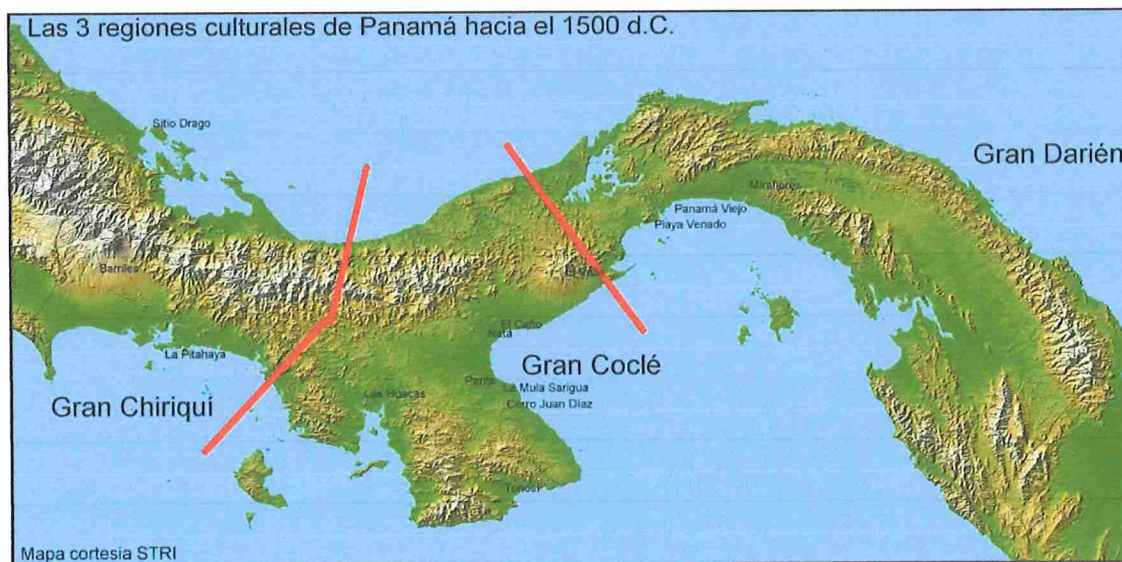 Las 3 regiones culturales de Panamá hacia el 1500 d.C.
Sitio Drago
Gran Darién
Miraflores
Panamá Viejo
Playa Venado
Barriles
El Caño
Natá
La Pitahaya
Gran Coclé
Parita
La Mula Sarigua
Las Huacas
Cerro Juan Díaz
Gran Chiriquí
Tonosí
Mapa cortesia STRI